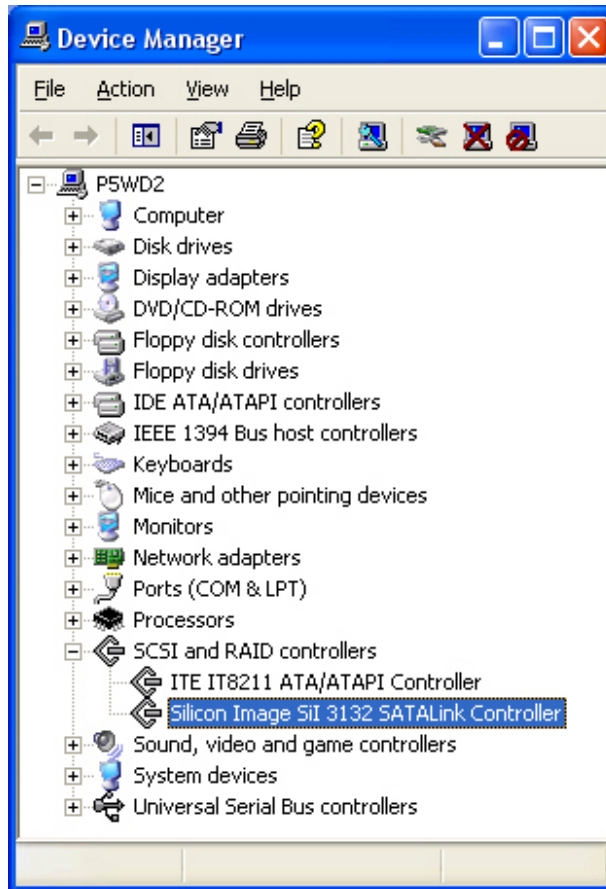 Device Manager
File Action View Help
P5WD2
Computer
Disk drives
Display adapters
DVD/CD-ROM drives
Floppy disk controllers
Floppy disk drives
IDE ATA/ATAPI controllers
IEEE 1394 Bus host controllers
Keyboards
Mice and other pointing devices
Monitors
Network adapters
Ports (COM & LPT)
Processors
SCSI and RAID controllers
ITE IT8211 ATA/ATAPI Controller
Silicon Image SiI 3132 SATALink Controller
Sound, video and game controllers
System devices
Universal Serial Bus controllers